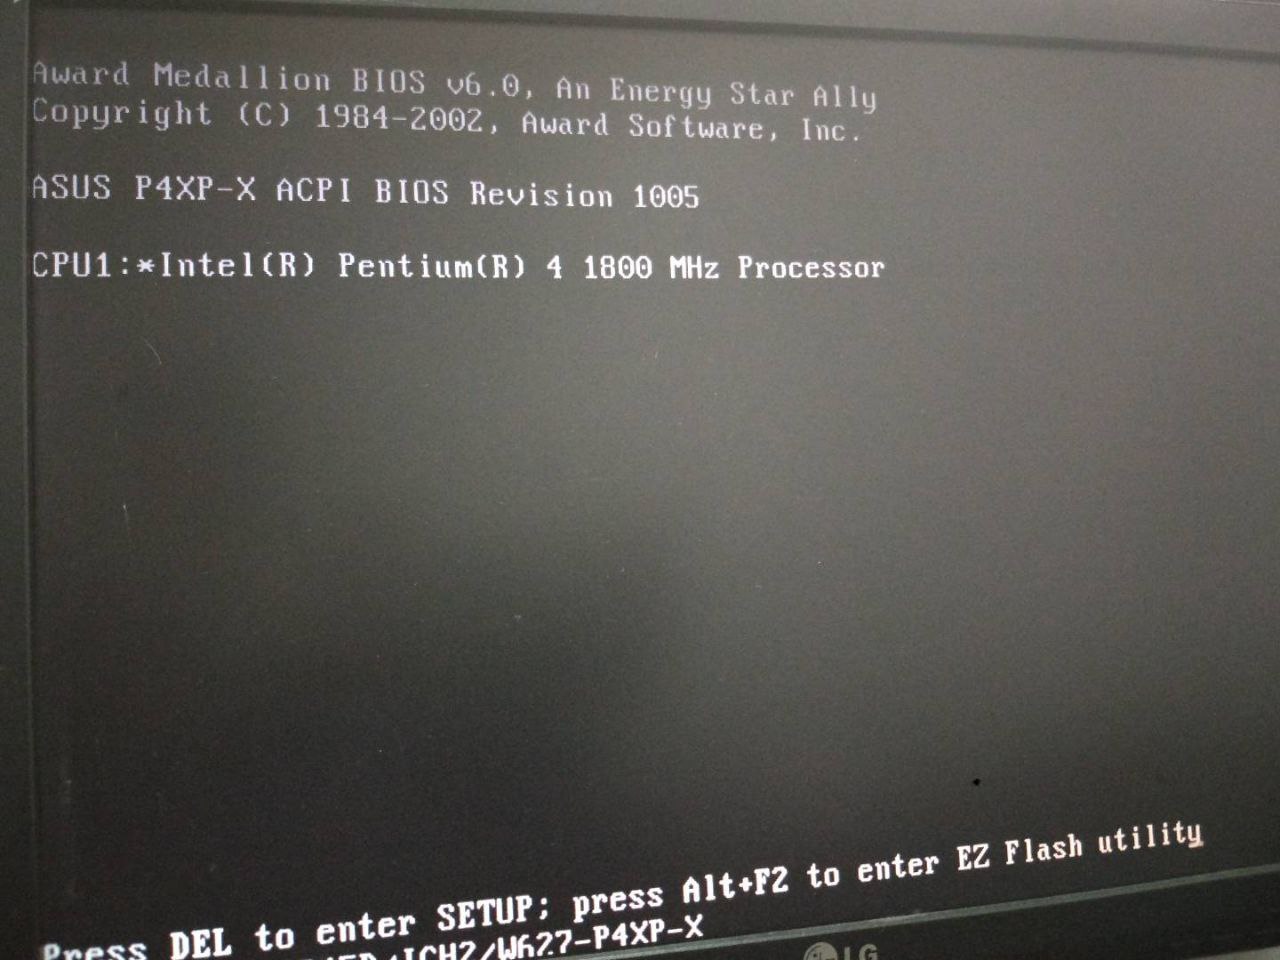 Award Medallion BIOS v6.0, An Energy Star Ally
Copyright (C) 1984-2002, Award Software, Inc.
ASUS P4XP-X ACPI BIOS Revision 1005
CPU1:*Intel(R) Pentium(R) 4 1800 MHz Processor
Press DEL to enter SETUP; press Alt+F2 to enter EZ Flash utility
ICH2/W627-P4XP-X
LG